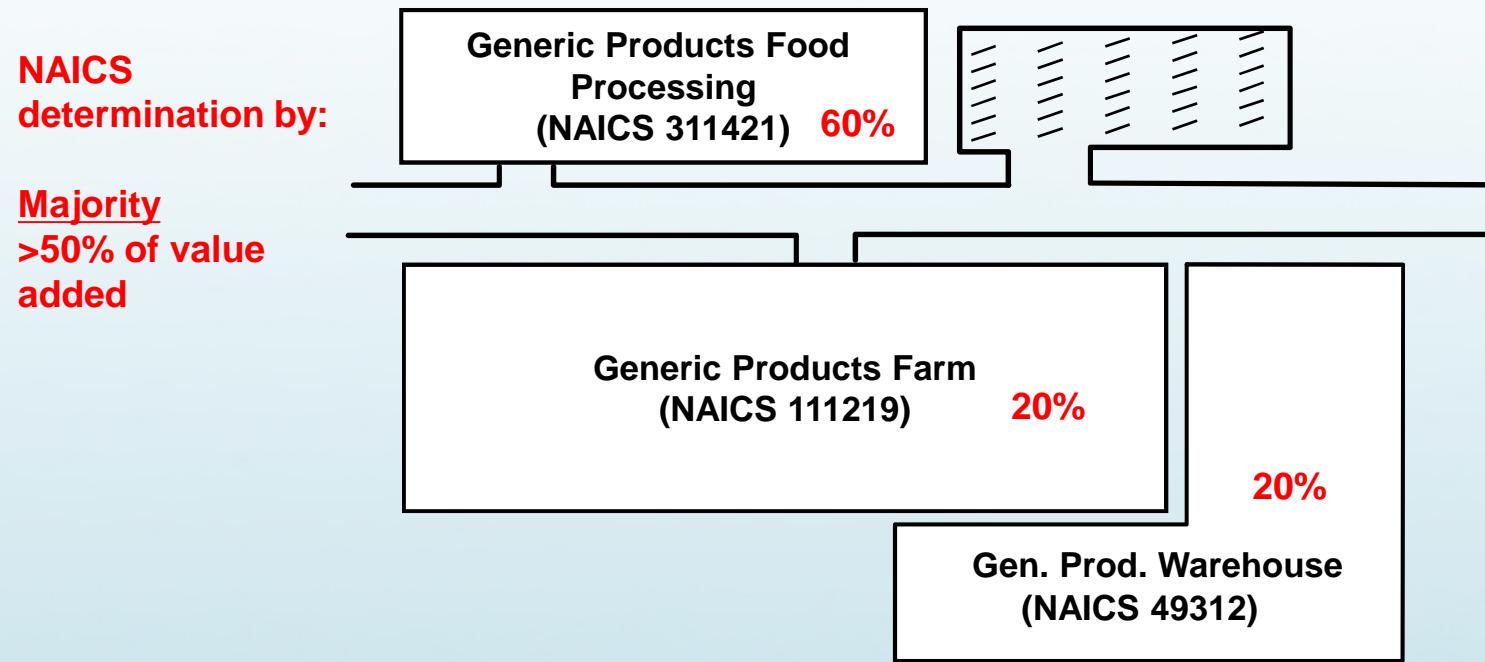 NAICS
determination by:
Majority
>50% of value
added
Generic Products Food
Processing
(NAICS 311421) 60%
Generic Products Farm
(NAICS 111219) 20%
20%
Gen. Prod. Warehouse
(NAICS 49312)